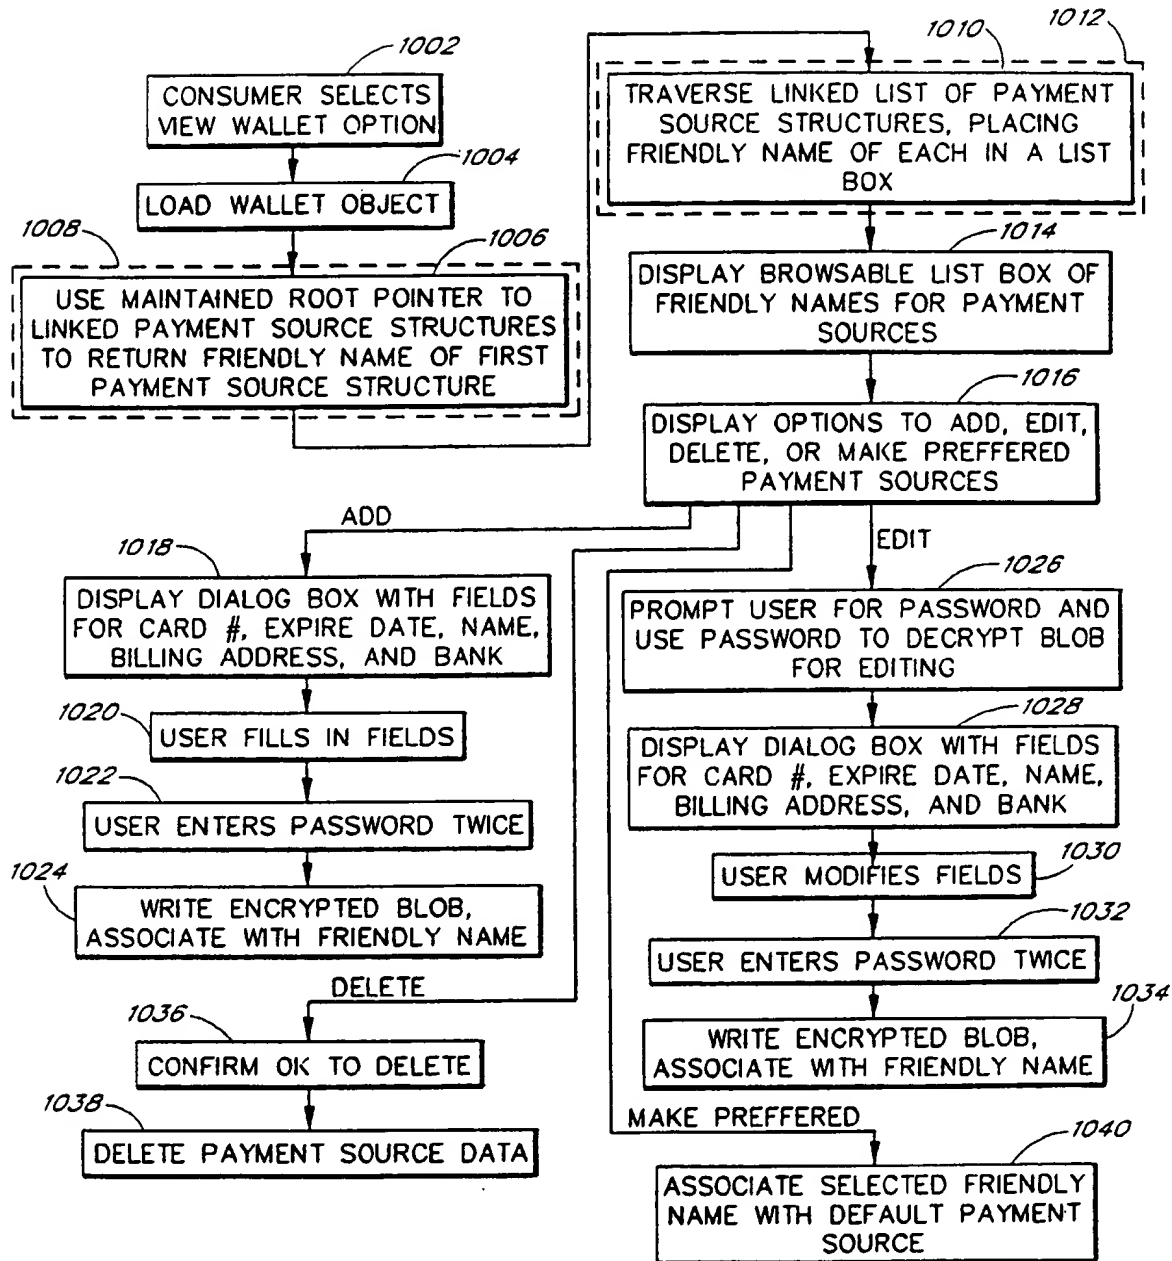 1002
CONSUMER SELECTS
VIEW WALLET OPTION
1004
LOAD WALLET OBJECT
1008
1006
USE MAINTAINED ROOT POINTER TO
LINKED PAYMENT SOURCE STRUCTURES
TO RETURN FRIENDLY NAME OF FIRST
PAYMENT SOURCE STRUCTURE
1010
1012
TRAVERSE LINKED LIST OF PAYMENT
SOURCE STRUCTURES, PLACING
FRIENDLY NAME OF EACH IN A LIST
BOX
1014
DISPLAY BROWSABLE LIST BOX OF
FRIENDLY NAMES FOR PAYMENT
SOURCES
1016
DISPLAY OPTIONS TO ADD, EDIT,
DELETE, OR MAKE PREFFERED
PAYMENT SOURCES
ADD
1018
DISPLAY DIALOG BOX WITH FIELDS
FOR CARD #, EXPIRE DATE, NAME,
BILLING ADDRESS, AND BANK
1020
USER FILLS IN FIELDS
1022
USER ENTERS PASSWORD TWICE
1024
WRITE ENCRYPTED BLOB,
ASSOCIATE WITH FRIENDLY NAME
EDIT
1026
PROMPT USER FOR PASSWORD AND
USE PASSWORD TO DECRYPT BLOB
FOR EDITING
1028
DISPLAY DIALOG BOX WITH FIELDS
FOR CARD #, EXPIRE DATE, NAME,
BILLING ADDRESS, AND BANK
1030
USER MODIFIES FIELDS
1032
USER ENTERS PASSWORD TWICE
1034
WRITE ENCRYPTED BLOB,
ASSOCIATE WITH FRIENDLY NAME
DELETE
1036
CONFIRM OK TO DELETE
1038
DELETE PAYMENT SOURCE DATA
MAKE PREFFERED
1040
ASSOCIATE SELECTED FRIENDLY
NAME WITH DEFAULT PAYMENT
SOURCE